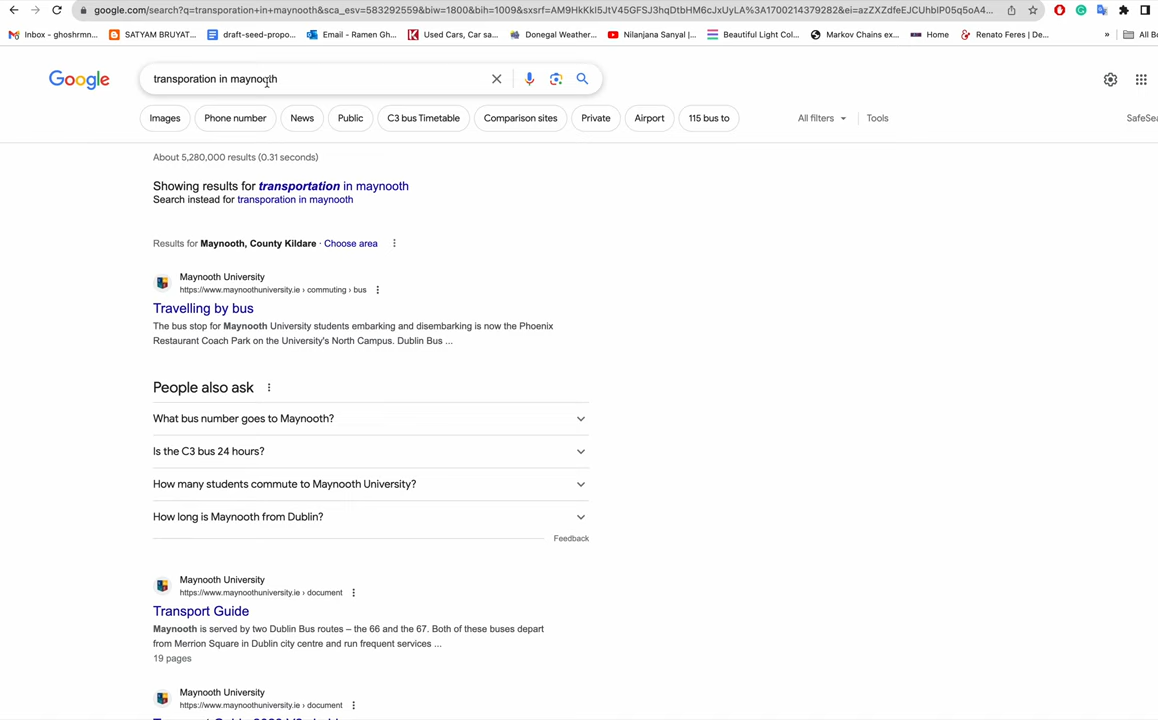 google.com/search?q=transporation+in+maynooth&sca_esv=583292559&biw=1800&bih=1009&sxsrf=AM9HkKkI5JtV45GFSJ3hqDtbHM6cJxUyLA%3A1700214379282&ei=azZXZdfeEJCUhbIP05q5oA4...
Inbox - ghoshrmn...
SATYAM BRUYAT...
draft-seed-propo...
Email - Ramen Gh...
Used Cars, Car sa...
Donegal Weather...
Nilanjana Sanyal |...
Beautiful Light Col...
Markov Chains ex...
Home
Renato Feres | De...
»
All Bo
Google
transporation in maynooth
Images
Phone number
News
Public
C3 bus Timetable
Comparison sites
Private
Airport
115 bus to
All filters
Tools
SafeSea
About 5,280,000 results (0.31 seconds)
Showing results for transportation in maynooth
Search instead for transporation in maynooth
Results for Maynooth, County Kildare · Choose area
Maynooth University
https://www.maynoothuniversity.ie › commuting › bus
Travelling by bus
The bus stop for Maynooth University students embarking and disembarking is now the Phoenix
Restaurant Coach Park on the University's North Campus. Dublin Bus ...
People also ask
What bus number goes to Maynooth?
Is the C3 bus 24 hours?
How many students commute to Maynooth University?
How long is Maynooth from Dublin?
Feedback
Maynooth University
https://www.maynoothuniversity.ie › document
Transport Guide
Maynooth is served by two Dublin Bus routes – the 66 and the 67. Both of these buses depart
from Merrion Square in Dublin city centre and run frequent services ...
19 pages
Maynooth University
https://www.maynoothuniversity.ie › document